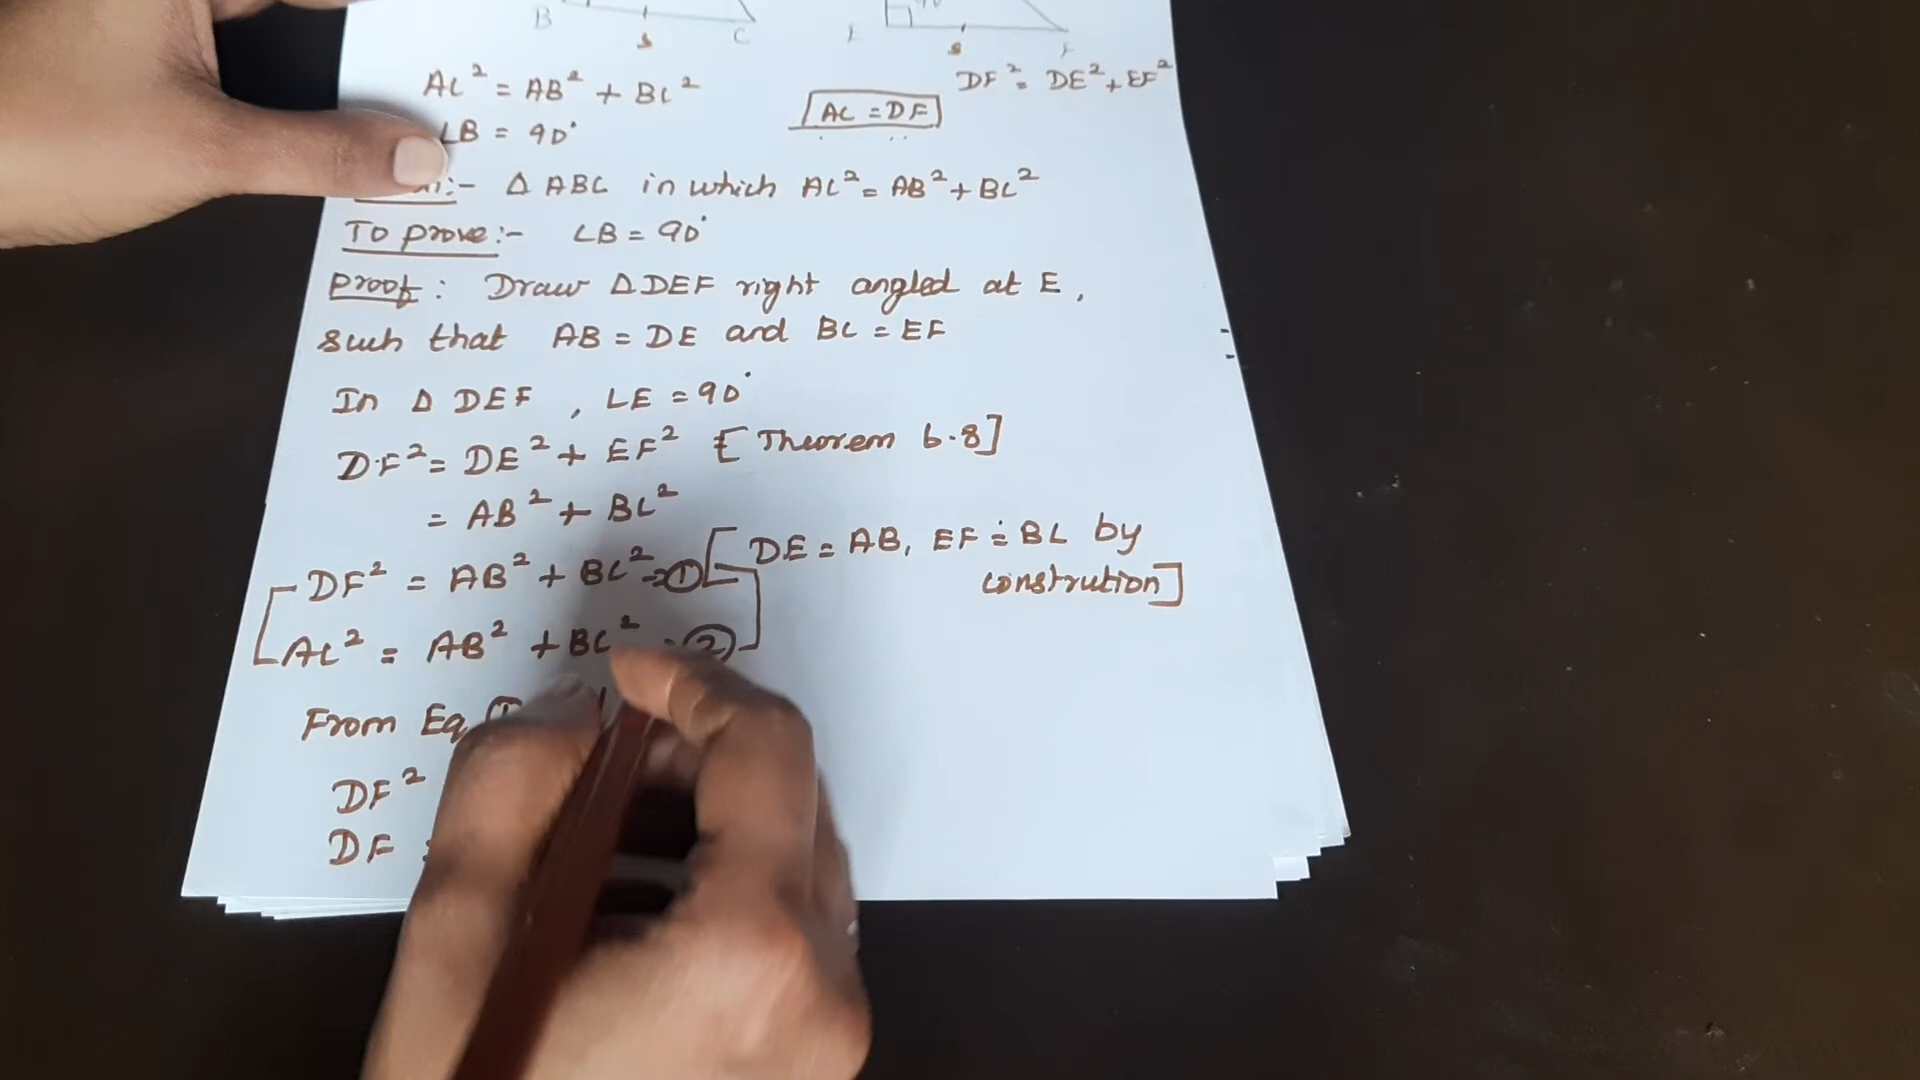 B C
s s
AC² = AB² + BC²
DF² = DE² + EF²
∠B = 90°
AC = DF
:- Δ ABC in which AC² = AB² + BC²
To prove :- ∠B = 90°
Proof : Draw Δ DEF right angled at E,
such that AB = DE and BC = EF
In Δ DEF , ∠E = 90°
DF² = DE² + EF² [Theorem 6.8]
= AB² + BC²
DF² = AB² + BC² → ① [DE = AB, EF = BC by
constrution]
AC² = AB² + BC² ②
From Eq ①
DF²
DF =